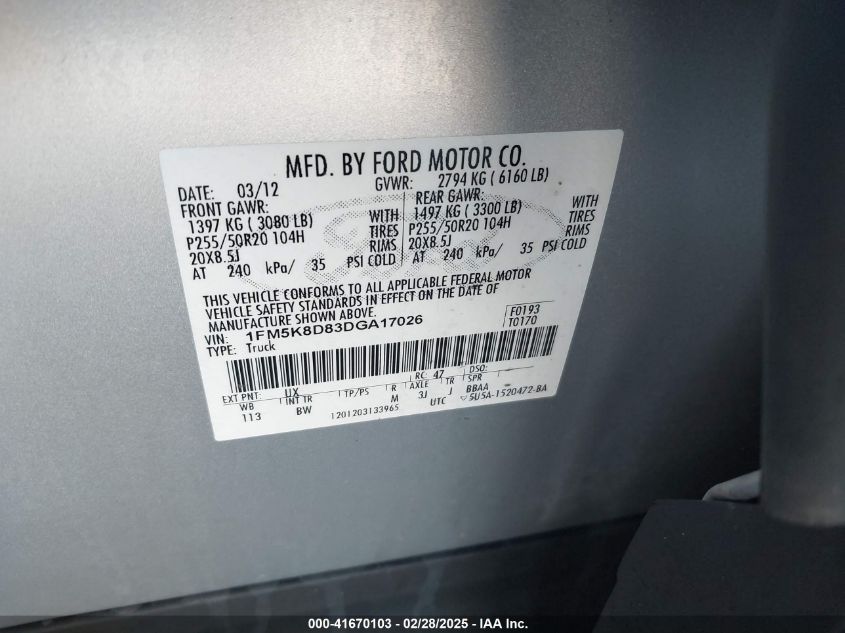 MFD. BY FORD MOTOR CO.
DATE: 03/12 GVWR: 2794 KG ( 6160 LB)
FRONT GAWR: REAR GAWR:
1397 KG ( 3080 LB) WITH 1497 KG ( 3300 LB) WITH
P255/50R20 104H TIRES P255/50R20 104H TIRES
20X8.5J RIMS 20X8.5J RIMS
AT 240 kPa/ 35 PSI COLD AT 240 kPa/ 35 PSI COLD
THIS VEHICLE CONFORMS TO ALL APPLICABLE FEDERAL MOTOR
VEHICLE SAFETY STANDARDS IN EFFECT ON THE DATE OF
MANUFACTURE SHOWN ABOVE.
VIN: 1FM5K8D83DGA17026 F0193
TYPE: Truck T0170
EXT PNT: UX RC: 47 DSO:
WB INT TR TP/PS R AXLE TR SPR
113 BW M 3J J BBAA
1201203133965 UTC 5U5A-1520472-BA
000-41670103 / 02/28/2025 - IAA Inc.